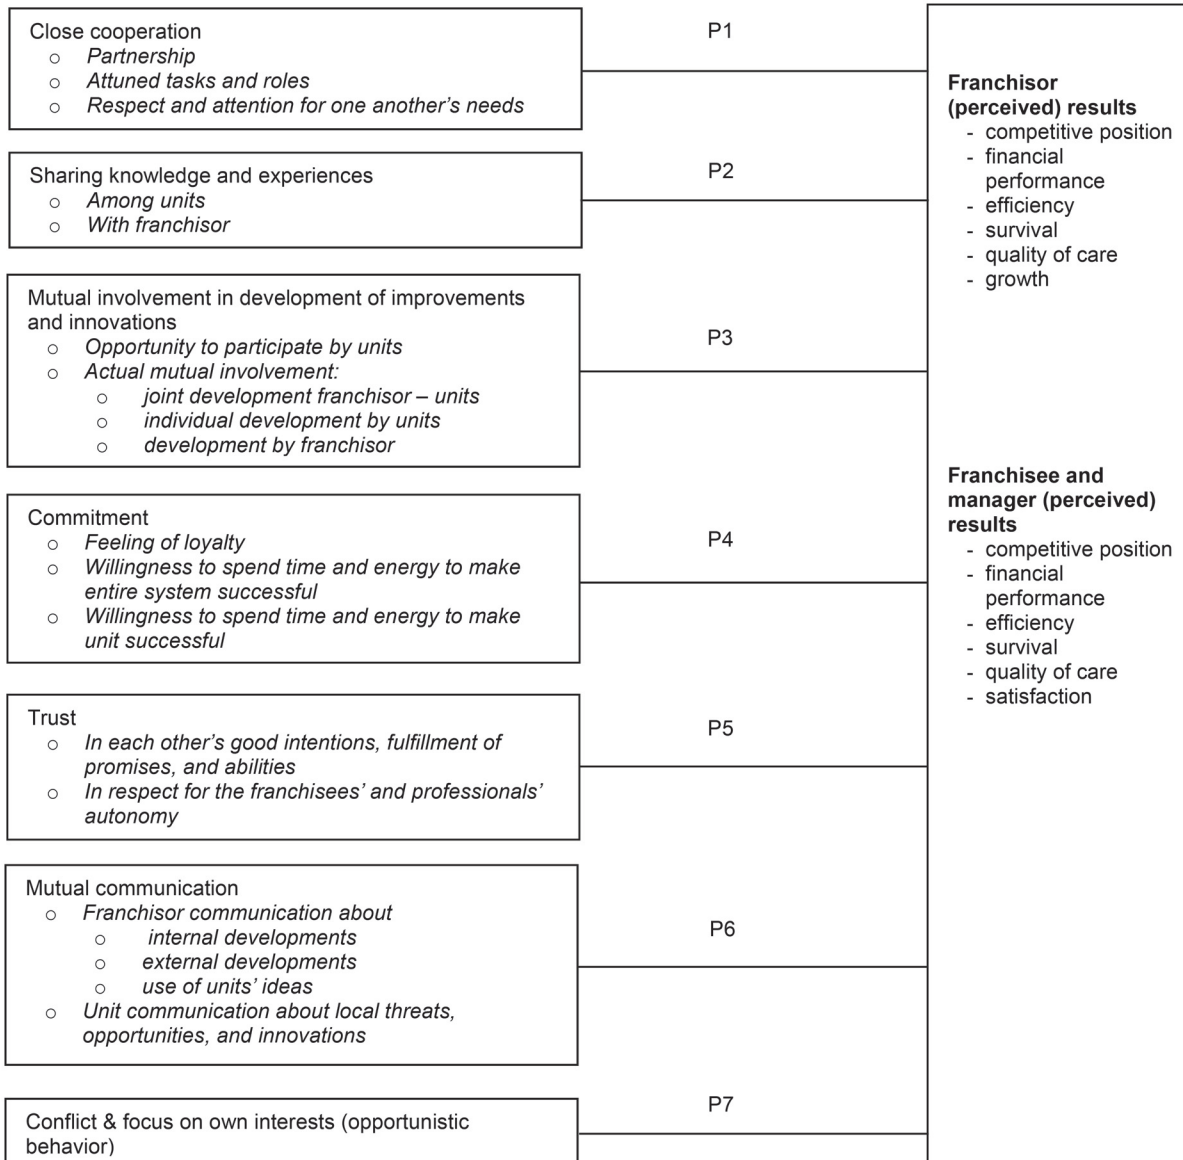 Close cooperation
o Partnership
o Attuned tasks and roles
o Respect and attention for one another's needs
P1
Sharing knowledge and experiences
o Among units
o With franchisor
P2
Mutual involvement in development of improvements
and innovations
o Opportunity to participate by units
o Actual mutual involvement:
o joint development franchisor – units
o individual development by units
o development by franchisor
P3
Commitment
o Feeling of loyalty
o Willingness to spend time and energy to make
entire system successful
o Willingness to spend time and energy to make
unit successful
P4
Trust
o In each other's good intentions, fulfillment of
promises, and abilities
o In respect for the franchisees' and professionals'
autonomy
P5
Mutual communication
o Franchisor communication about
o internal developments
o external developments
o use of units' ideas
o Unit communication about local threats,
opportunities, and innovations
P6
Conflict & focus on own interests (opportunistic
behavior)
P7
Franchisor
(perceived) results
- competitive position
- financial
performance
- efficiency
- survival
- quality of care
- growth
Franchisee and
manager (perceived)
results
- competitive position
- financial
performance
- efficiency
- survival
- quality of care
- satisfaction